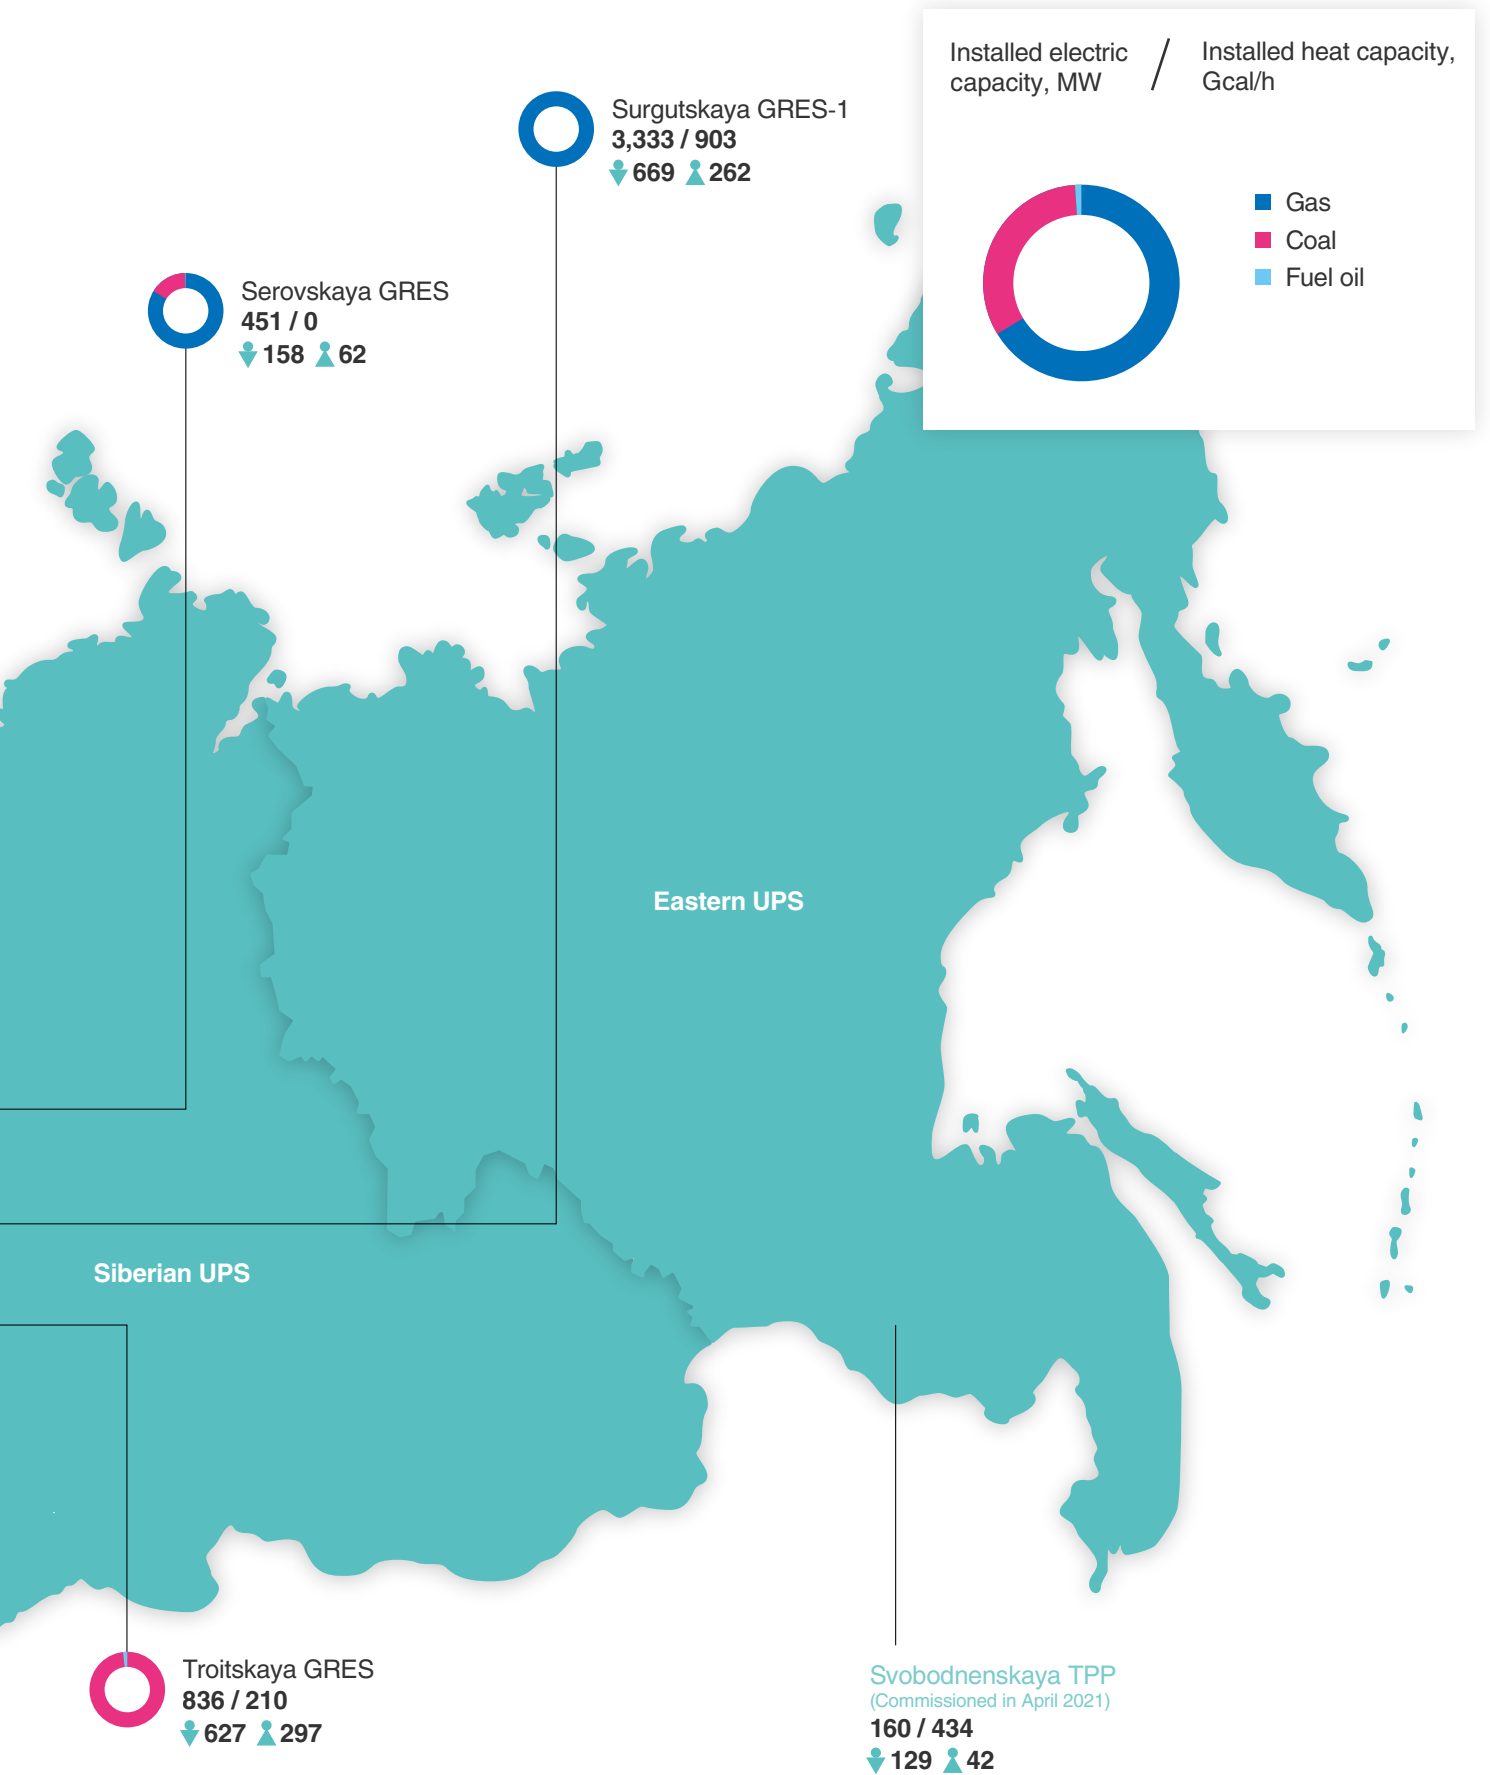 Installed electric
capacity, MW
/
Installed heat capacity,
Gcal/h
Gas
Coal
Fuel oil
Surgutskaya GRES-1
3,333 / 903
669 262
Serovskaya GRES
451 / 0
158 62
Eastern UPS
Siberian UPS
Troitskaya GRES
836 / 210
627 297
Svobodnenskaya TPP
(Commissioned in April 2021)
160 / 434
129 42